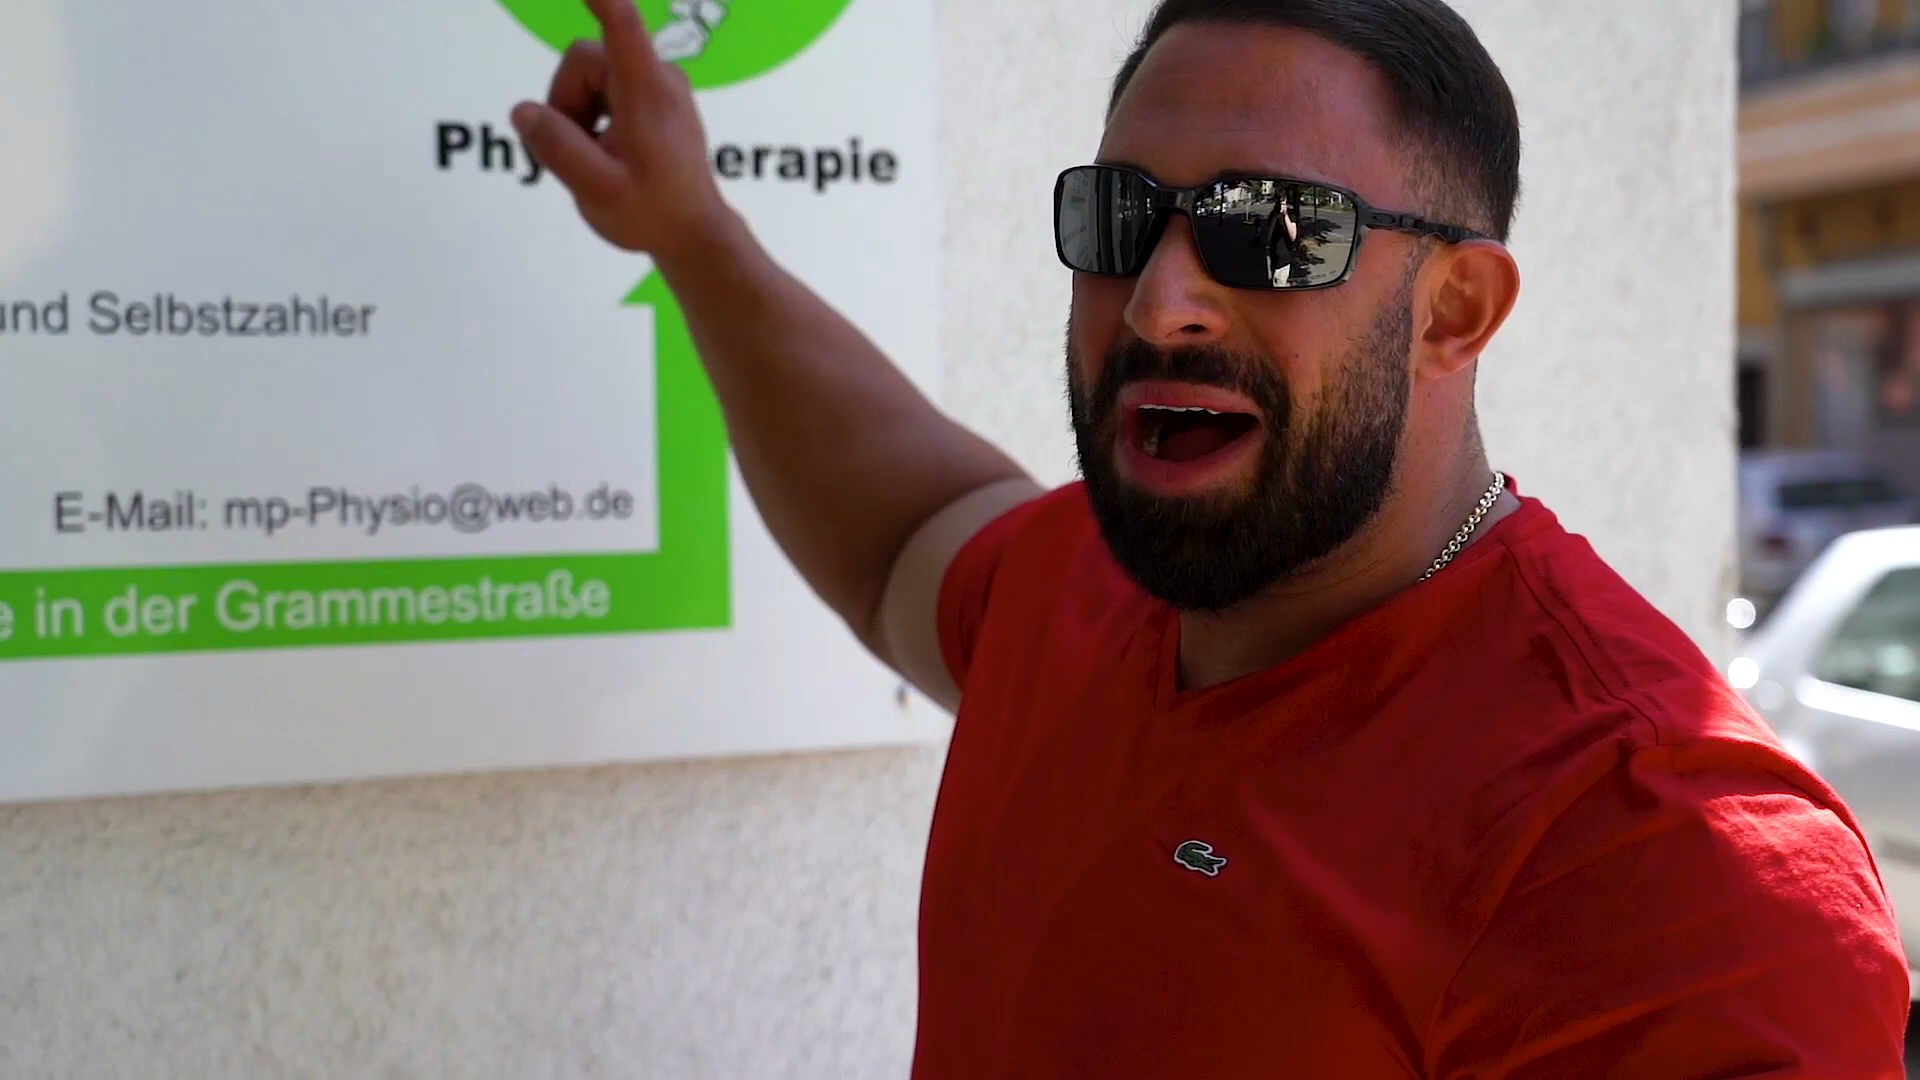 Phy erapie
und Selbstzahler
E-Mail: mp-Physio@web.de
e in der Grammestraße